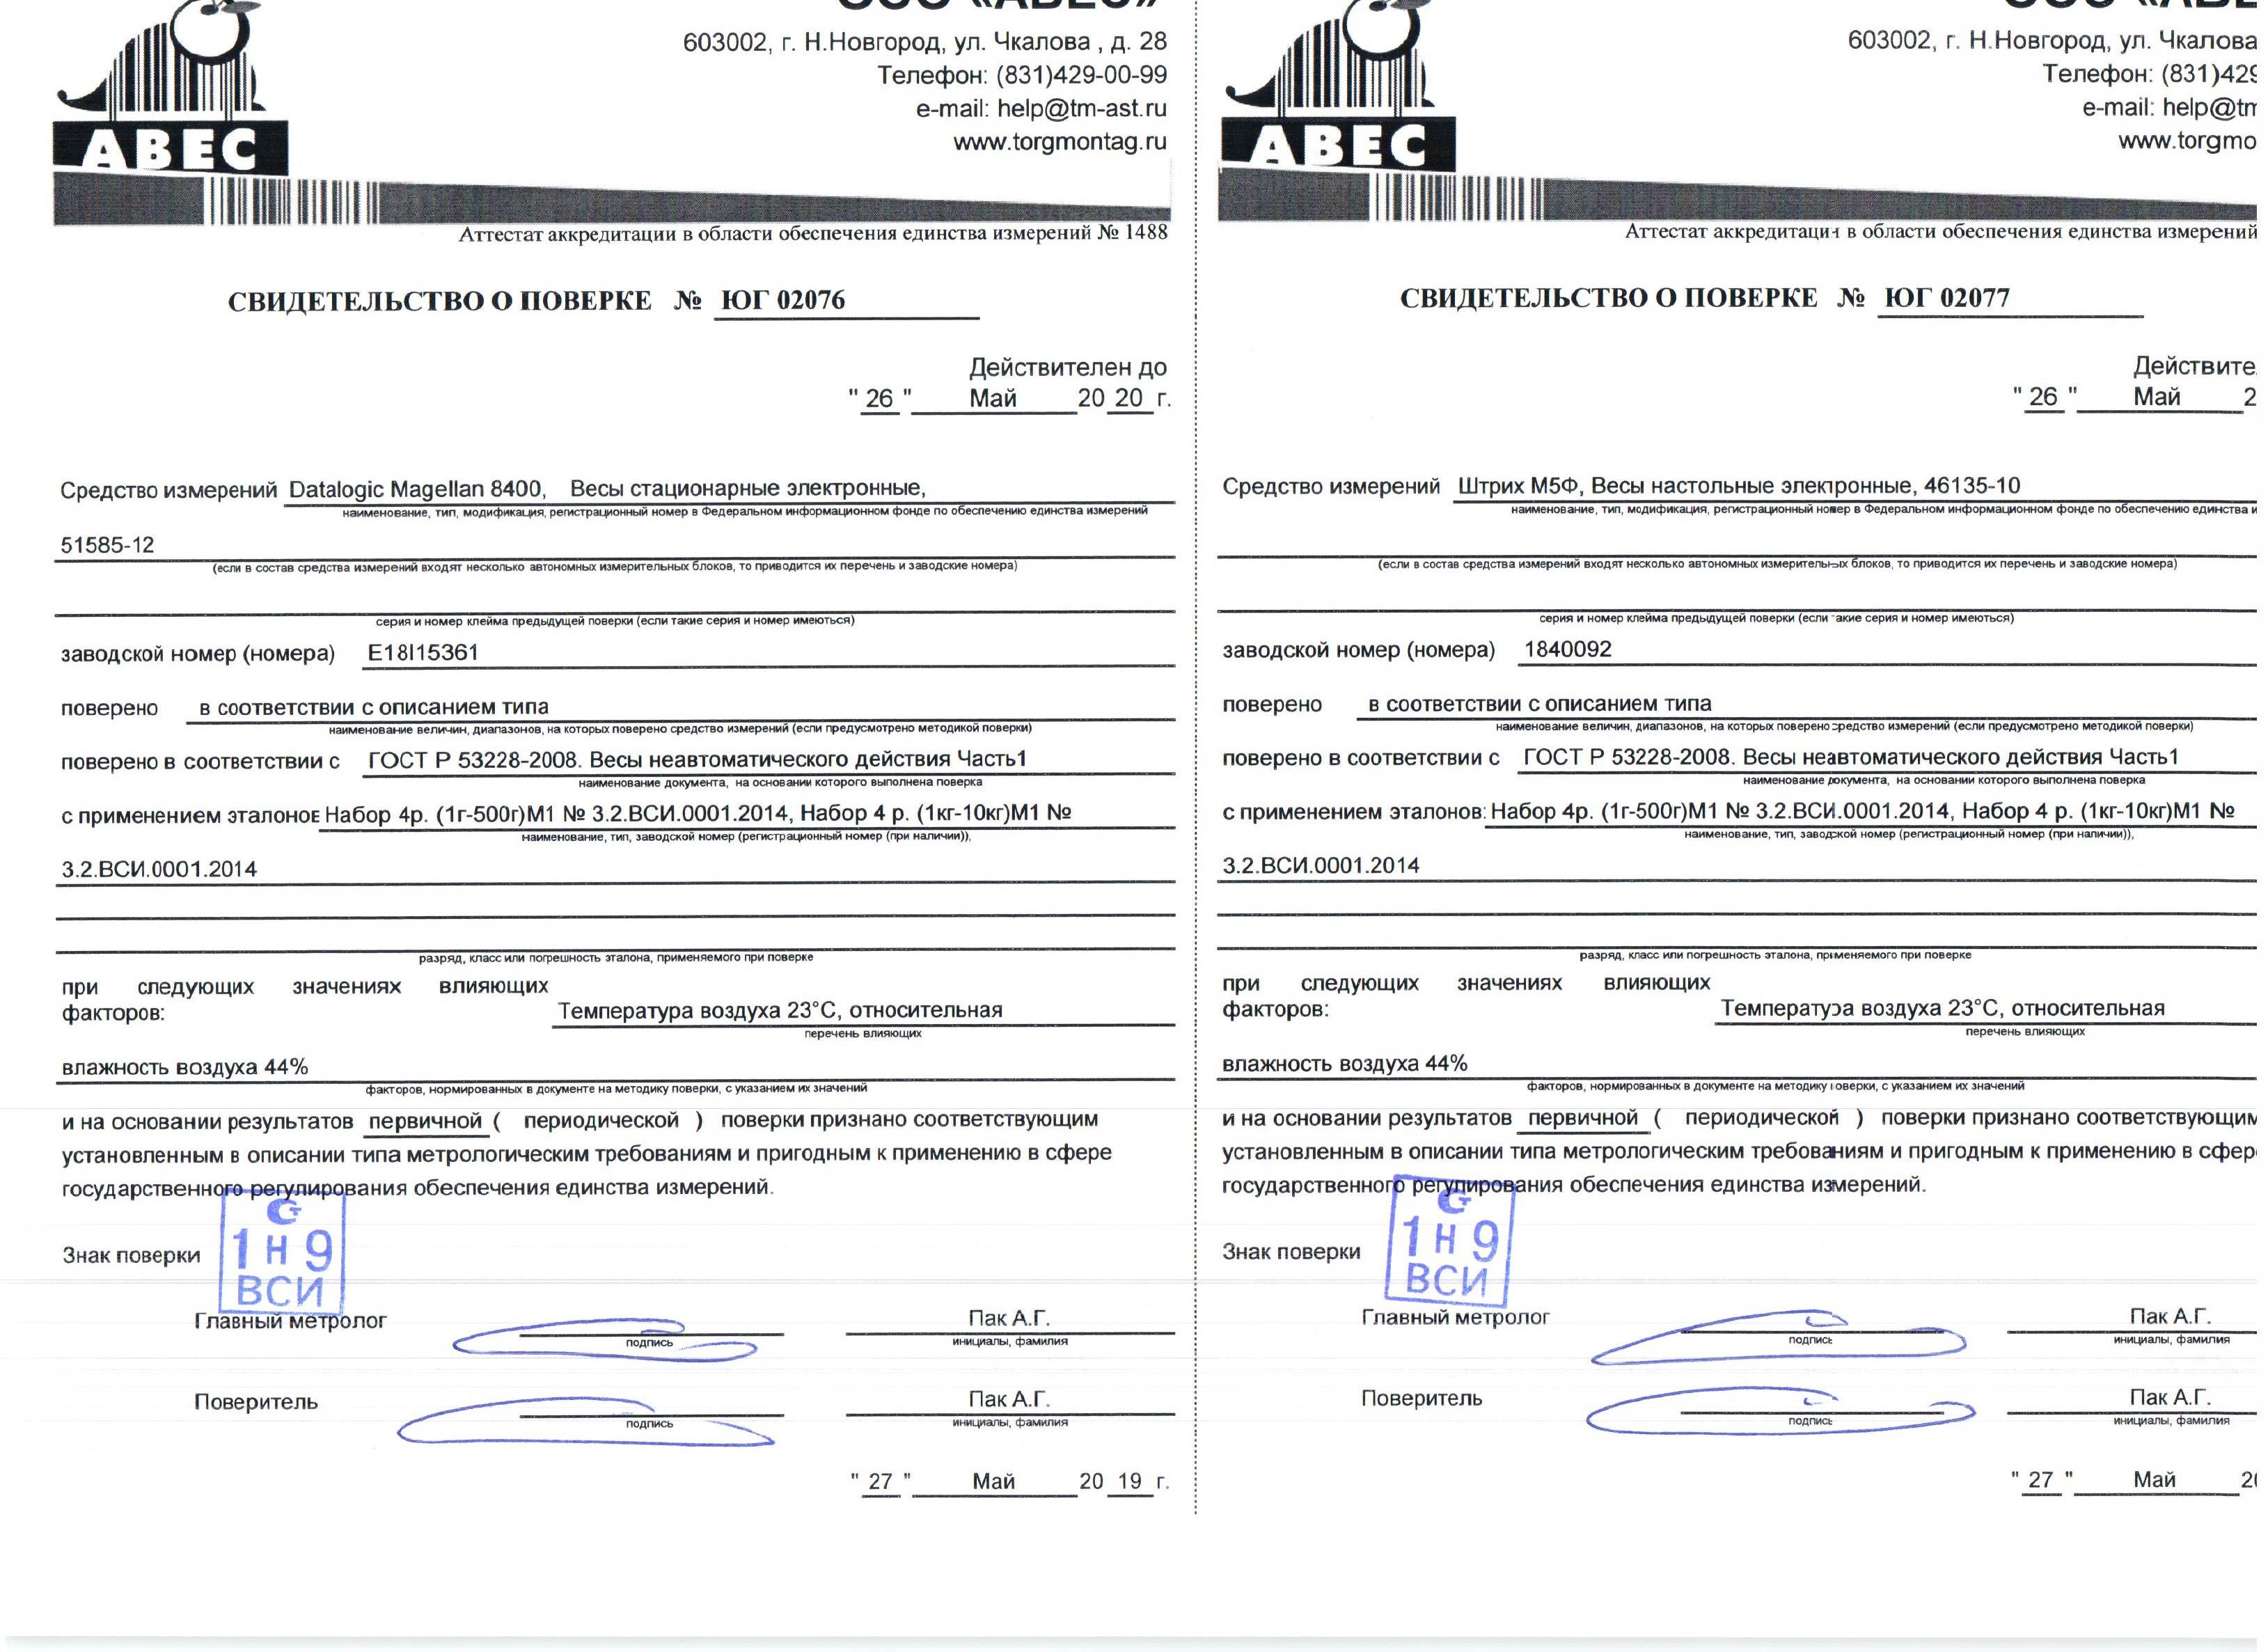 ООО «АВЕС»
603002, г. Н.Новгород, ул. Чкалова , д. 28
Телефон: (831)429-00-99
e-mail: help@tm-ast.ru
www.torgmontag.ru
АВЕС
Аттестат аккредитации в области обеспечения единства измерений № 1488
СВИДЕТЕЛЬСТВО О ПОВЕРКЕ № ЮГ 02076
Действителен до
" 26 " Май 20 20 г.
Средство измерений Datalogic Magellan 8400, Весы стационарные электронные,
наименование, тип, модификация, регистрационный номер в Федеральном информационном фонде по обеспечению единства измерений
51585-12
(если в состав средства измерений входят несколько автономных измерительных блоков, то приводится их перечень и заводские номера)
серия и номер клейма предыдущей поверки (если такие серия и номер имеються)
заводской номер (номера) E18I15361
поверено в соответствии с описанием типа
наименование величин, диапазонов, на которых поверено средство измерений (если предусмотрено методикой поверки)
поверено в соответствии с ГОСТ Р 53228-2008. Весы неавтоматического действия Часть1
наименование документа, на основании которого выполнена поверка
с применением эталонов Набор 4р. (1г-500г)М1 № 3.2.ВСИ.0001.2014, Набор 4 р. (1кг-10кг)М1 №
наименование, тип, заводской номер (регистрационный номер (при наличии)),
3.2.ВСИ.0001.2014
разряд, класс или погрешность эталона, применяемого при поверке
при следующих значениях влияющих
факторов: Температура воздуха 23°С, относительная
перечень влияющих
влажность воздуха 44%
факторов, нормированных в документе на методику поверки, с указанием их значений
и на основании результатов первичной ( периодической ) поверки признано соответствующим
установленным в описании типа метрологическим требованиям и пригодным к применению в сфере
государственного регулирования обеспечения единства измерений.
Знак поверки
1 Н 9
ВСИ
Главный метролог Пак А.Г.
подпись инициалы, фамилия
Поверитель Пак А.Г.
подпись инициалы, фамилия
" 27 " Май 20 19 г.
ООО «АВЕ
603002, г. Н.Новгород, ул. Чкалова
Телефон: (831)429
e-mail: help@tm
www.torgmo
АВЕС
Аттестат аккредитации в области обеспечения единства измерений
СВИДЕТЕЛЬСТВО О ПОВЕРКЕ № ЮГ 02077
Действите
" 26 " Май 2
Средство измерений Штрих М5Ф, Весы настольные электронные, 46135-10
наименование, тип, модификация, регистрационный номер в Федеральном информационном фонде по обеспечению единства и
(если в состав средства измерений входят несколько автономных измерительных блоков, то приводится их перечень и заводские номера)
серия и номер клейма предыдущей поверки (если такие серия и номер имеються)
заводской номер (номера) 1840092
поверено в соответствии с описанием типа
наименование величин, диапазонов, на которых поверено средство измерений (если предусмотрено методикой поверки)
поверено в соответствии с ГОСТ Р 53228-2008. Весы неавтоматического действия Часть1
наименование документа, на основании которого выполнена поверка
с применением эталонов: Набор 4р. (1г-500г)М1 № 3.2.ВСИ.0001.2014, Набор 4 р. (1кг-10кг)М1 №
наименование, тип, заводской номер (регистрационный номер (при наличии)),
3.2.ВСИ.0001.2014
разряд, класс или погрешность эталона, применяемого при поверке
при следующих значениях влияющих
факторов: Температура воздуха 23°С, относительная
перечень влияющих
влажность воздуха 44%
факторов, нормированных в документе на методику поверки, с указанием их значений
и на основании результатов первичной ( периодической ) поверки признано соответствующим
установленным в описании типа метрологическим требованиям и пригодным к применению в сфере
государственного регулирования обеспечения единства измерений.
Знак поверки
1 Н 9
ВСИ
Главный метролог Пак А.Г.
подпись инициалы, фамилия
Поверитель Пак А.Г.
подпись инициалы, фамилия
" 27 " Май 20